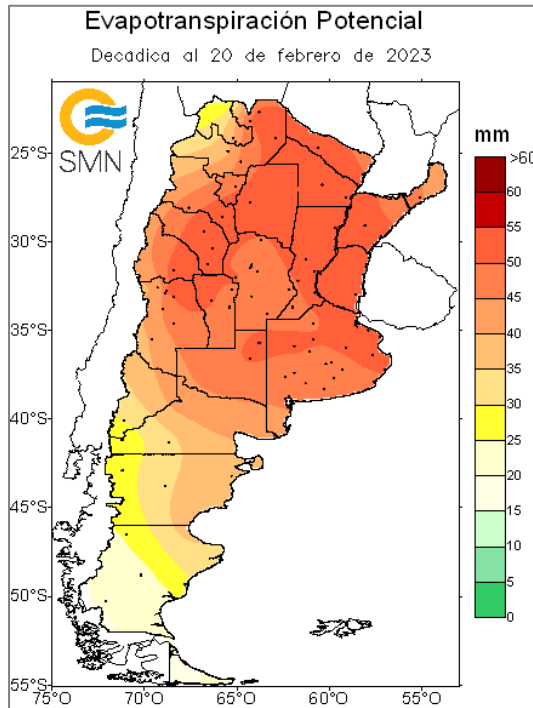 Evapotranspiración Potencial
Decadica al 20 de febrero de 2023
SMN
mm
>60
60
55
50
45
40
35
30
25
20
15
10
5
0
25°S
30°S
35°S
40°S
45°S
50°S
55°S
75°O 70°O 65°O 60°O 55°O